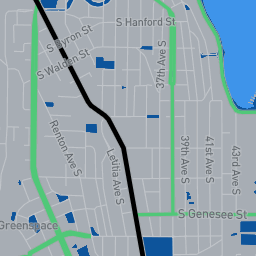 S Hanford St
S Byron St
S Walden St
37th Ave S
Renton Ave S
Letitia Ave S
39th Ave S
41st Ave S
43rd Ave S
S Genesee St
Greenspace